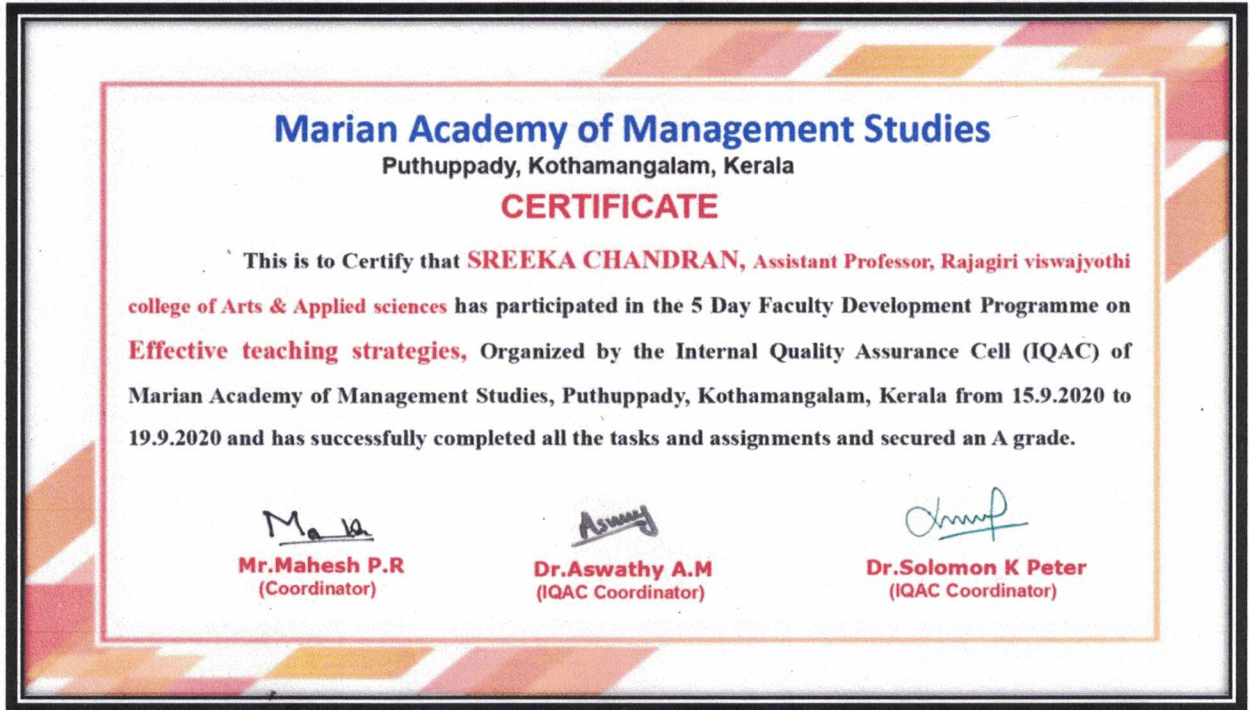 Marian Academy of Management Studies
Puthuppady, Kothamangalam, Kerala
CERTIFICATE
This is to Certify that SREEKA CHANDRAN, Assistant Professor, Rajagiri viswajyothi
college of Arts & Applied sciences has participated in the 5 Day Faculty Development Programme on
Effective teaching strategies, Organized by the Internal Quality Assurance Cell (IQAC) of
Marian Academy of Management Studies, Puthuppady, Kothamangalam, Kerala from 15.9.2020 to
19.9.2020 and has successfully completed all the tasks and assignments and secured an A grade.
Mr.Mahesh P.R
(Coordinator)
Dr.Aswathy A.M
(IQAC Coordinator)
Dr.Solomon K Peter
(IQAC Coordinator)